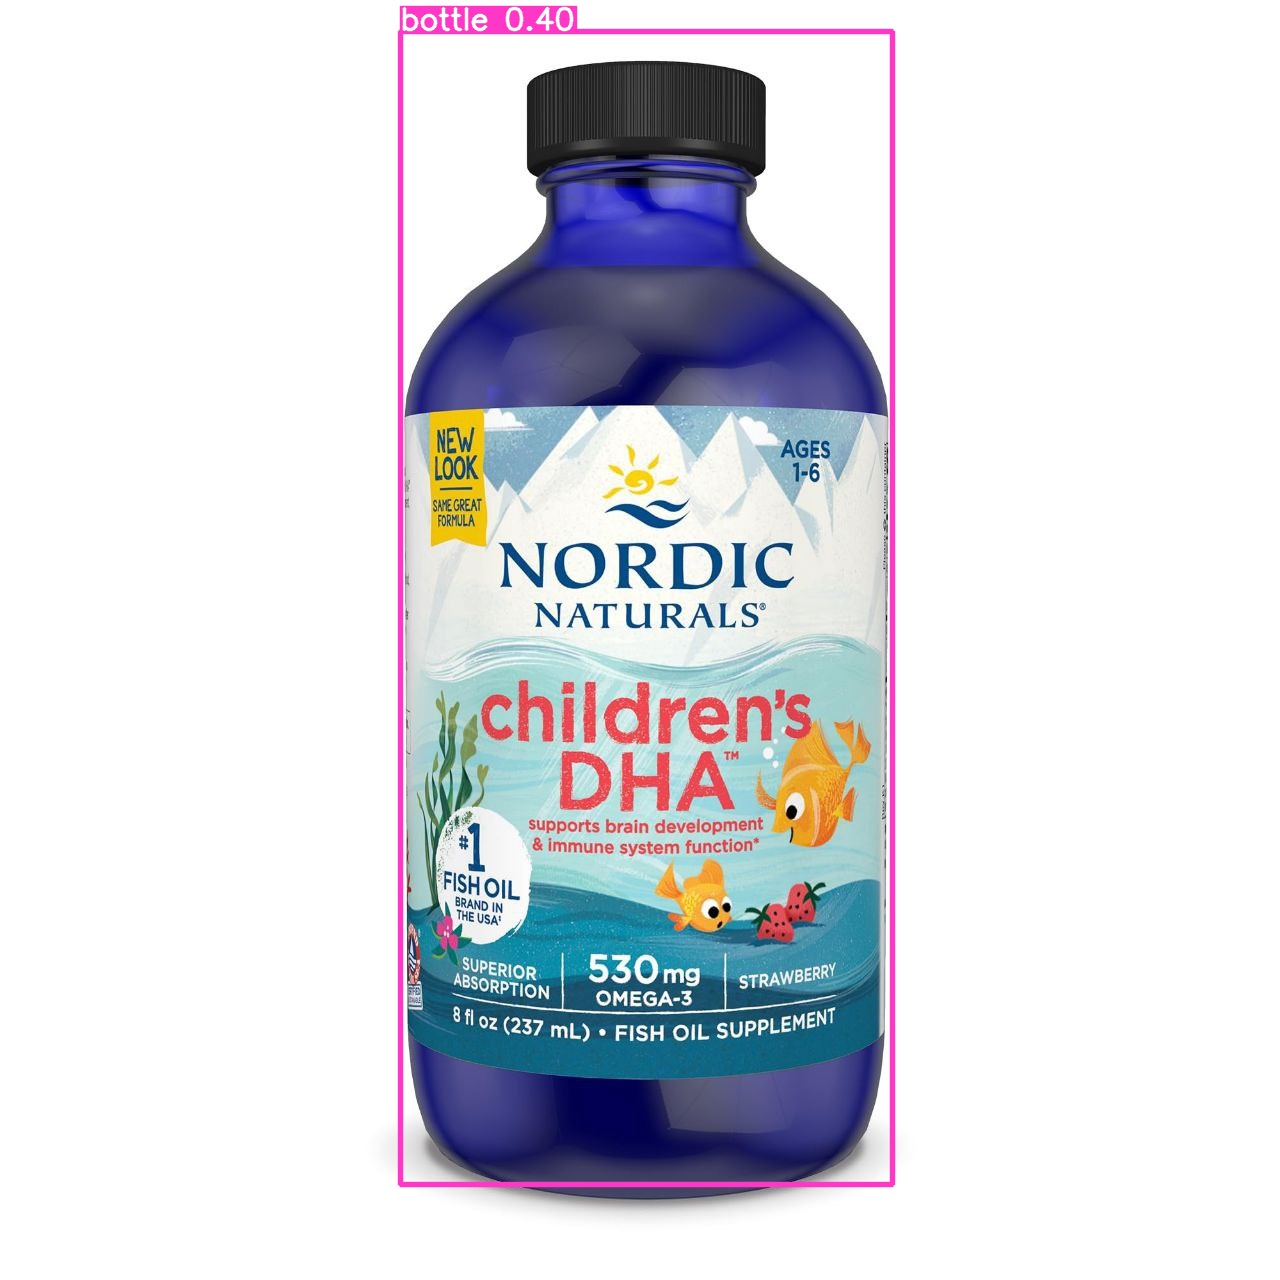 bottle 0.40
NEW
LOOK
SAME GREAT
FORMULA
AGES
1-6
NORDIC
NATURALS®
children's
DHA™
supports brain development
& immune system function*
#1
FISH OIL
BRAND IN
THE USA‡
SUPERIOR
ABSORPTION
530 mg
OMEGA-3
STRAWBERRY
8 fl oz (237 mL) • FISH OIL SUPPLEMENT